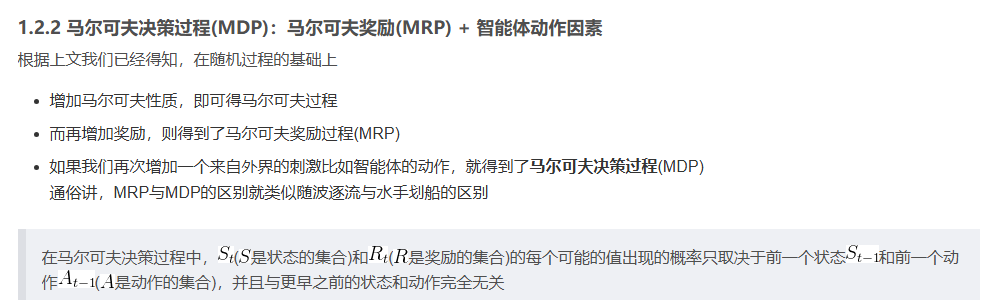 1.2.2 马尔可夫决策过程(MDP)：马尔可夫奖励(MRP) + 智能体动作因素
根据上文我们已经得知，在随机过程的基础上
• 增加马尔可夫性质，即可得马尔可夫过程
• 而再增加奖励，则得到了马尔可夫奖励过程(MRP)
• 如果我们再次增加一个来自外界的刺激比如智能体的动作，就得到了马尔可夫决策过程(MDP)
通俗讲，MRP与MDP的区别就类似随波逐流与水手划船的区别
在马尔可夫决策过程中，S_t(S是状态的集合)和R_t(R是奖励的集合)的每个可能的值出现的概率只取决于前一个状态S_{t-1}和前一个动
作A_{t-1}(A是动作的集合)，并且与更早之前的状态和动作完全无关